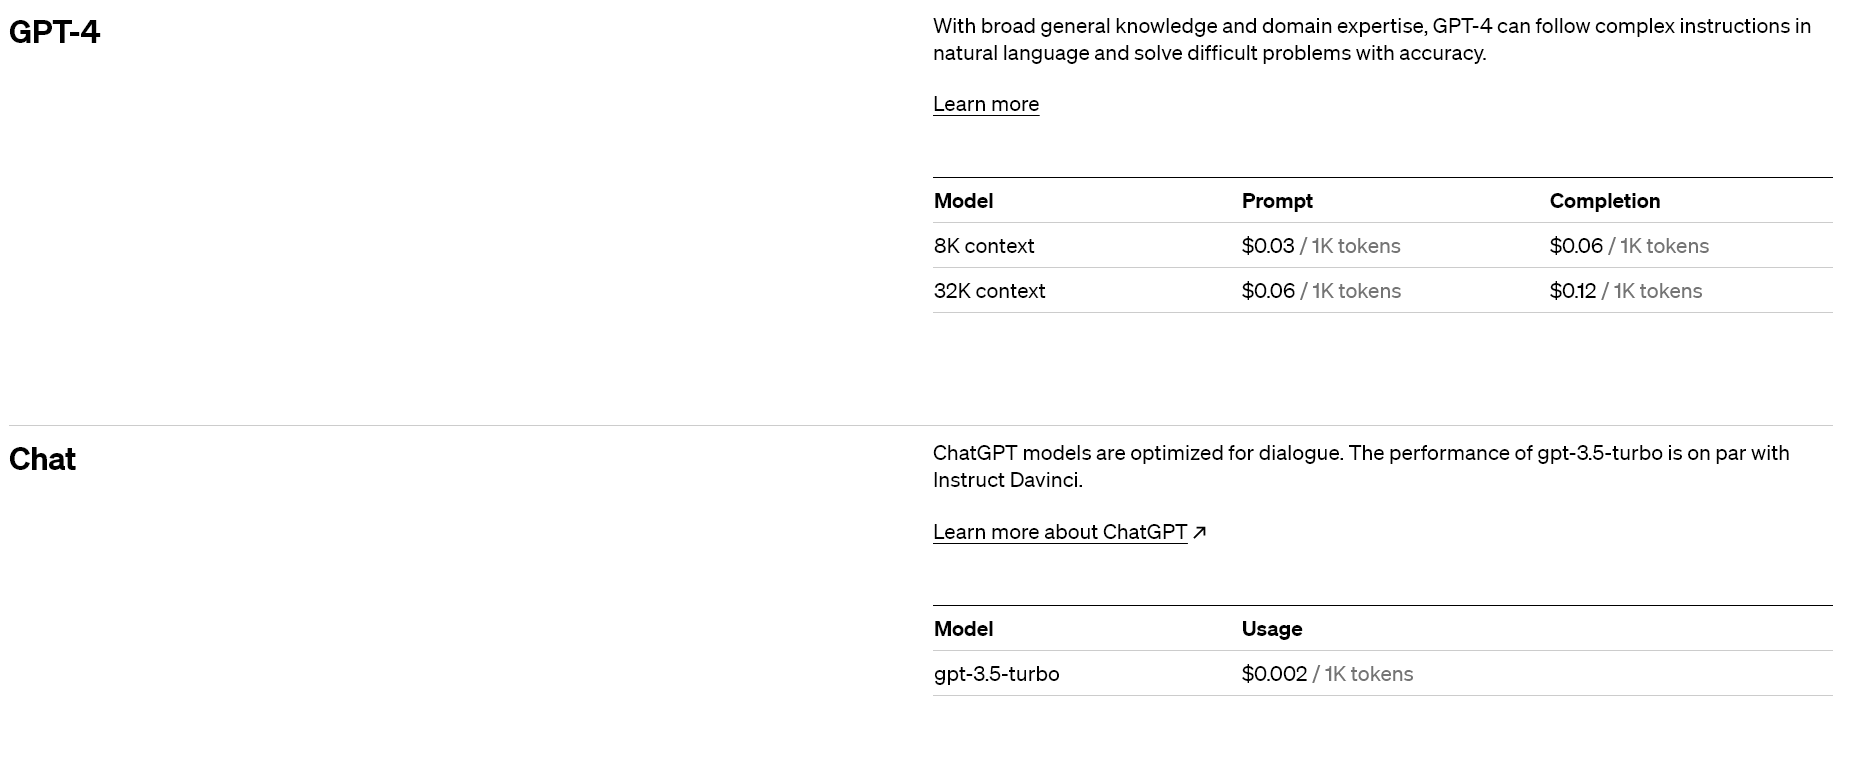 GPT-4
With broad general knowledge and domain expertise, GPT-4 can follow complex instructions in
natural language and solve difficult problems with accuracy.
Learn more
Model Prompt Completion
8K context $0.03 / 1K tokens $0.06 / 1K tokens
32K context $0.06 / 1K tokens $0.12 / 1K tokens
Chat
ChatGPT models are optimized for dialogue. The performance of gpt-3.5-turbo is on par with
Instruct Davinci.
Learn more about ChatGPT ↗
Model Usage
gpt-3.5-turbo $0.002 / 1K tokens